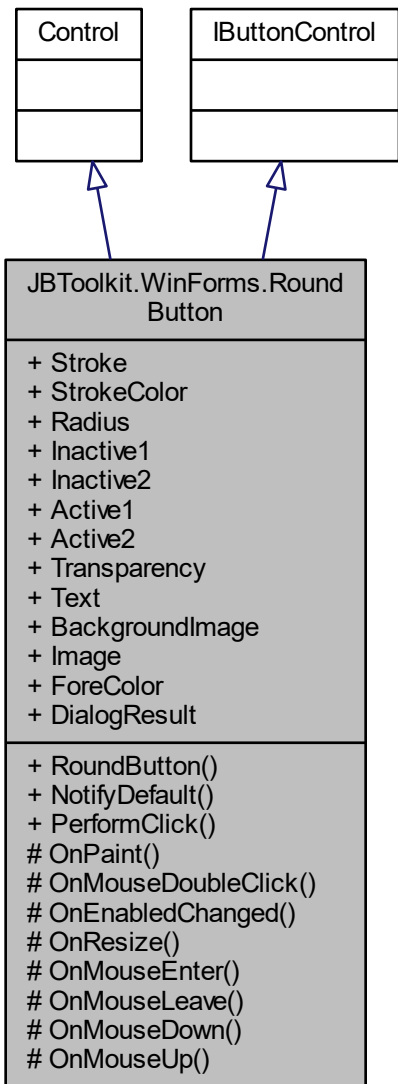 Control
IButtonControl
JBToolkit.WinForms.Round
Button
+ Stroke
+ StrokeColor
+ Radius
+ Inactive1
+ Inactive2
+ Active1
+ Active2
+ Transparency
+ Text
+ BackgroundImage
+ Image
+ ForeColor
+ DialogResult
+ RoundButton()
+ NotifyDefault()
+ PerformClick()
# OnPaint()
# OnMouseDoubleClick()
# OnEnabledChanged()
# OnResize()
# OnMouseEnter()
# OnMouseLeave()
# OnMouseDown()
# OnMouseUp()